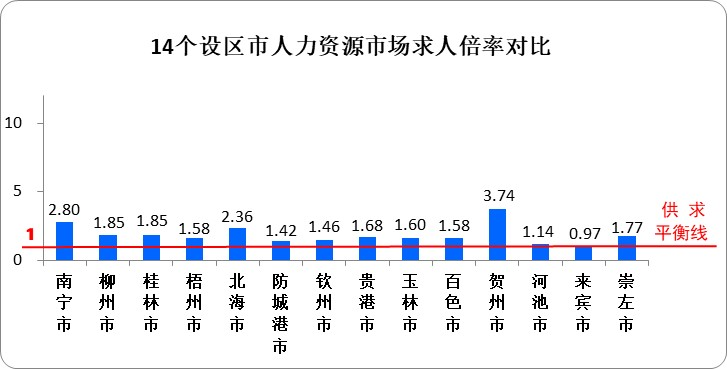 14个设区市人力资源市场求人倍率对比
10
5
0
1
2.80
1.85
1.85
1.58
2.36
1.42
1.46
1.68
1.60
1.58
3.74
1.14
0.97
1.77
供 求
平衡线
南宁市
柳州市
桂林市
梧州市
北海市
防城港市
钦州市
贵港市
玉林市
百色市
贺州市
河池市
来宾市
崇左市